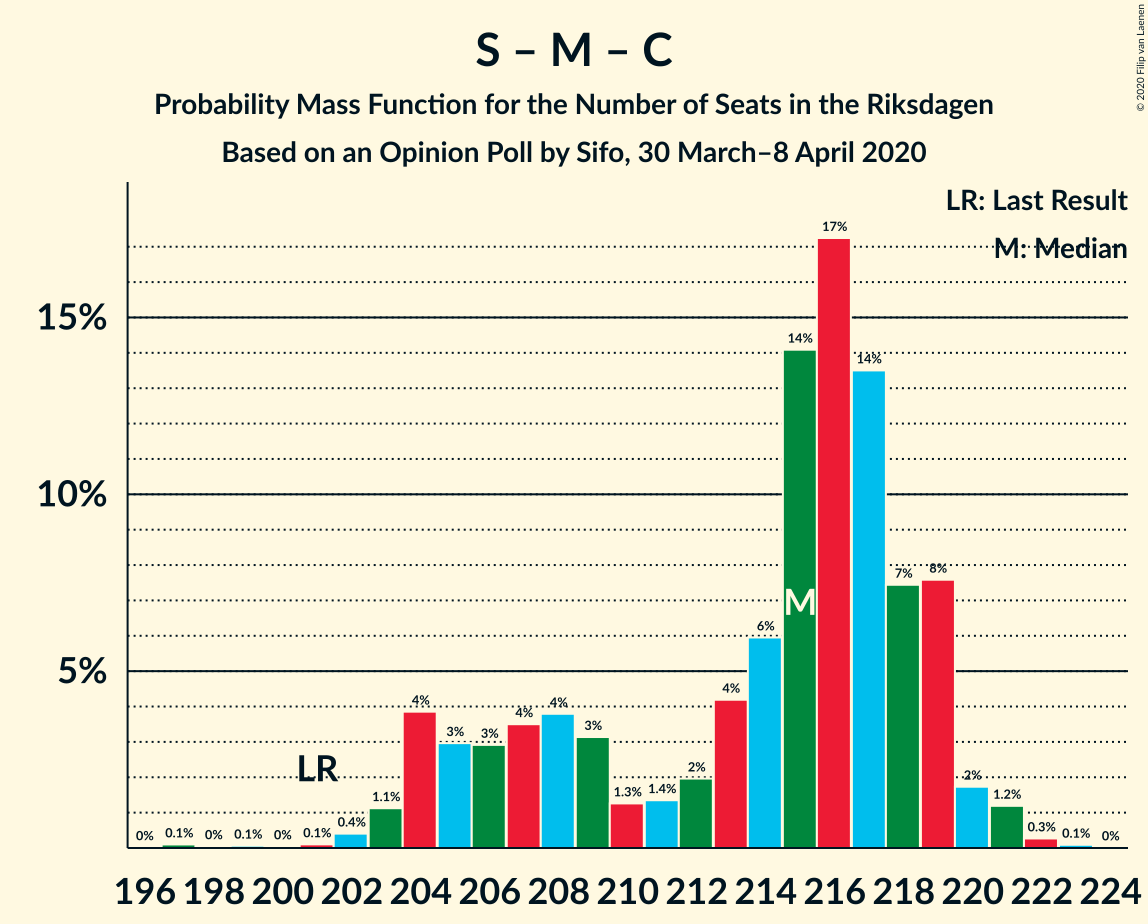 S – M – C
Probability Mass Function for the Number of Seats in the Riksdagen
Based on an Opinion Poll by Sifo, 30 March–8 April 2020
© 2020 Filip van Laenen
LR: Last Result
M: Median
15%
10%
5%
0% 0.1% 0% 0.1% 0% 0.1% 0.4% 1.1% 4% 3% 3% 4% 4% 3% 1.3% 1.4% 2% 4% 6% 14% 17% 14% 7% 8% 2% 1.2% 0.3% 0.1% 0%
LR
M
196 198 200 202 204 206 208 210 212 214 216 218 220 222 224